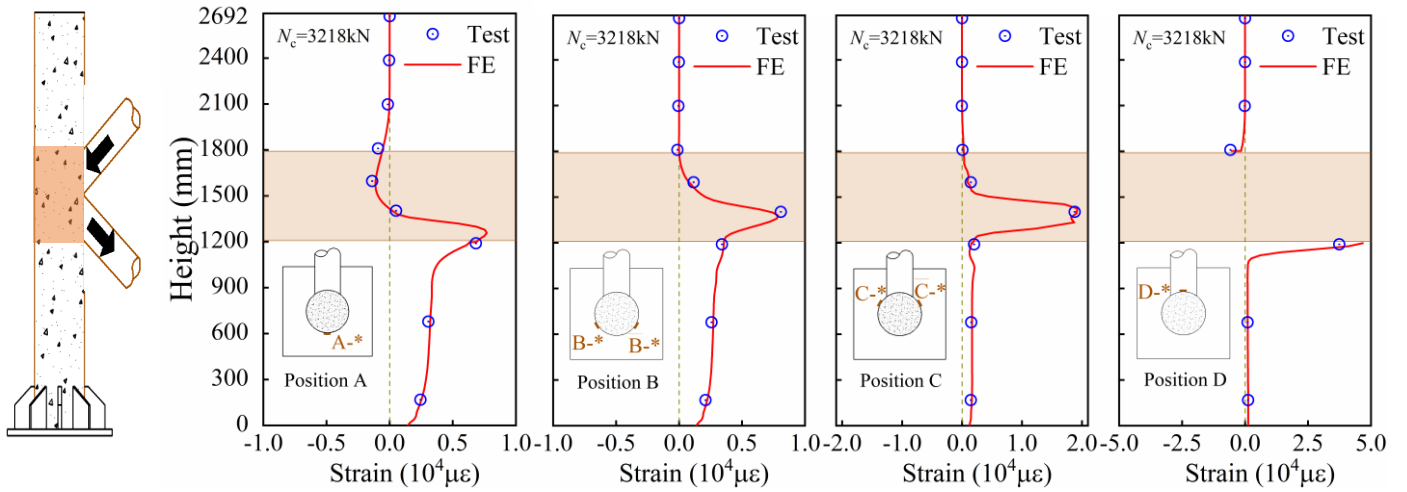 Height (mm)
2692
2400
2100
1800
1500
1200
900
600
300
0
Nc=3218kN
Test
FE
A-*
Position A
-1.0 -0.5 0.0 0.5 1.0
Strain (10⁴με)
Nc=3218kN
Test
FE
B-* B-*
Position B
-1.0 -0.5 0.0 0.5 1.0
Strain (10⁴με)
Nc=3218kN
Test
FE
C-* C-*
Position C
-2.0 -1.0 0.0 1.0 2.0
Strain (10⁴με)
Nc=3218kN
Test
FE
D-*
Position D
-5.0 -2.5 0.0 2.5 5.0
Strain (10⁴με)